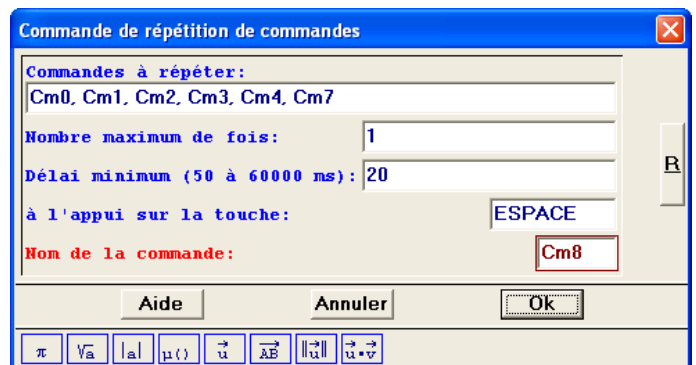 Commande de répétition de commandes
Commandes à répéter:
Cm0, Cm1, Cm2, Cm3, Cm4, Cm7
Nombre maximum de fois: 1
Délai minimum (50 à 60000 ms): 20
R
à l'appui sur la touche: ESPACE
Nom de la commande: Cm8
Aide Annuler Ok
π √a |a| μ() u⃗ AB⃗ ||u⃗|| u⃗•v⃗